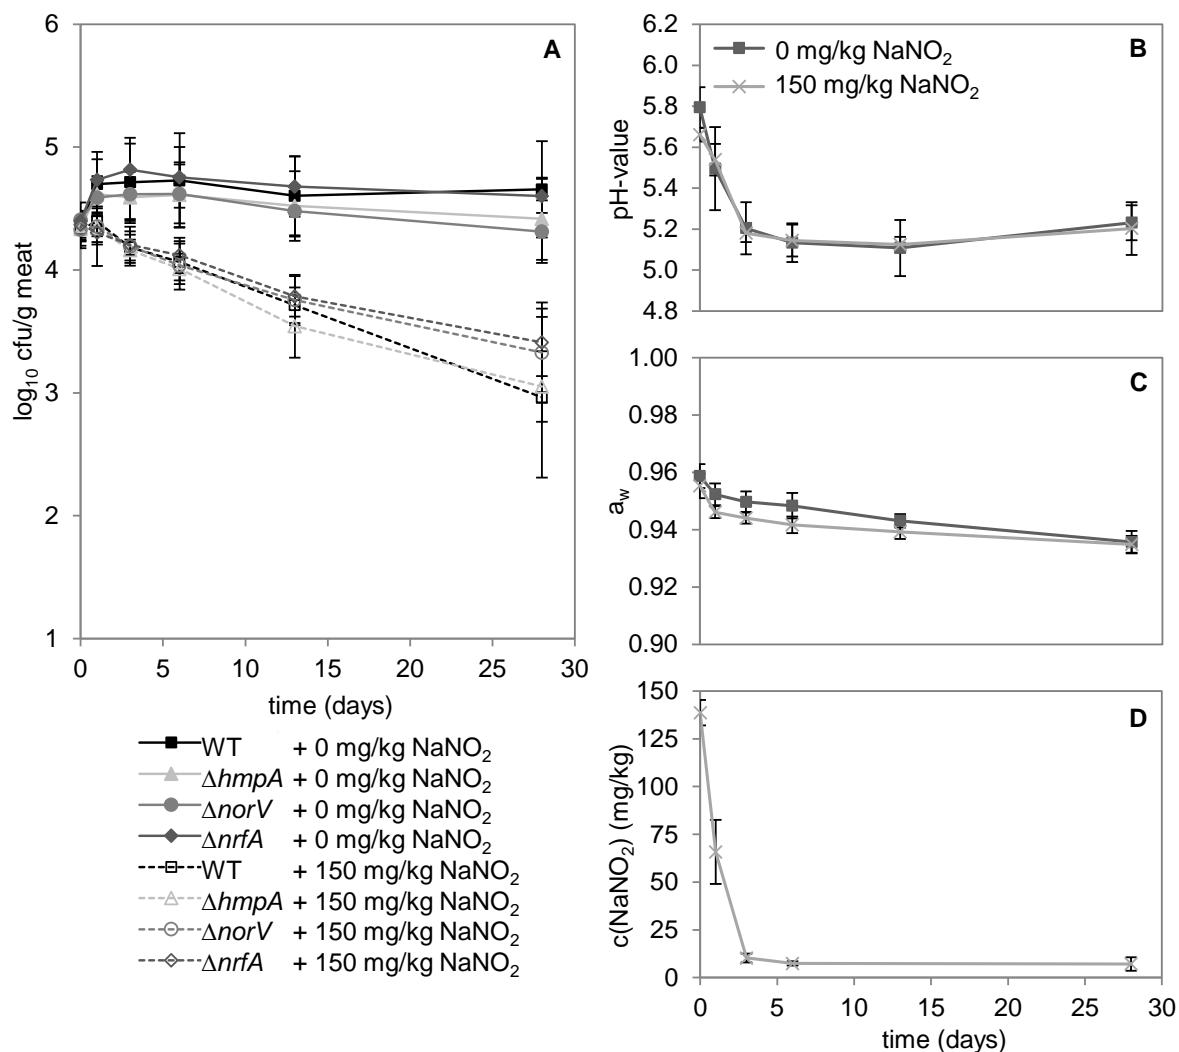 A
6
5
4
3
2
1
log₁₀ cfu/g meat
0 5 10 15 20 25 30
time (days)
WT + 0 mg/kg NaNO₂
ΔhmpA + 0 mg/kg NaNO₂
ΔnorV + 0 mg/kg NaNO₂
ΔnrfA + 0 mg/kg NaNO₂
WT + 150 mg/kg NaNO₂
ΔhmpA + 150 mg/kg NaNO₂
ΔnorV + 150 mg/kg NaNO₂
ΔnrfA + 150 mg/kg NaNO₂
B
0 mg/kg NaNO₂
150 mg/kg NaNO₂
6.2
6.0
5.8
5.6
5.4
5.2
5.0
4.8
pH-value
C
1.00
0.98
0.96
0.94
0.92
0.90
a_w
D
150
125
100
75
50
25
0
c(NaNO₂) (mg/kg)
0 5 10 15 20 25 30
time (days)